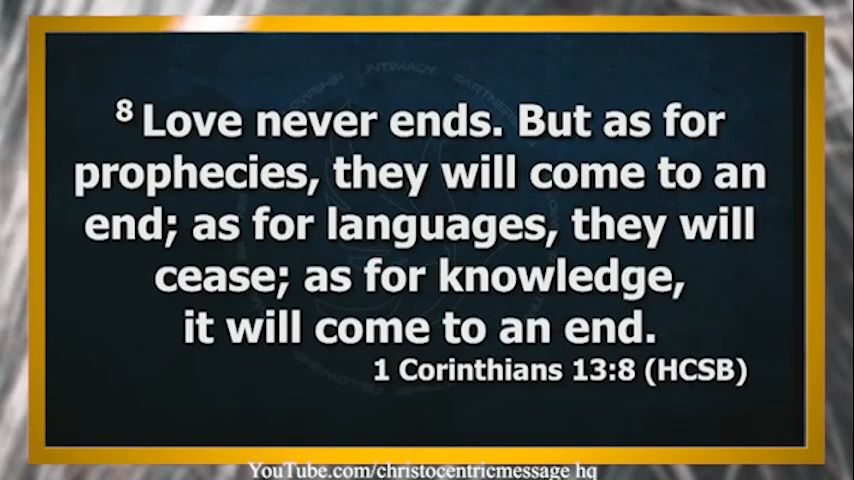 8 Love never ends. But as for
prophecies, they will come to an
end; as for languages, they will
cease; as for knowledge,
it will come to an end.
1 Corinthians 13:8 (HCSB)
YouTube.com/christocentricmessage hq